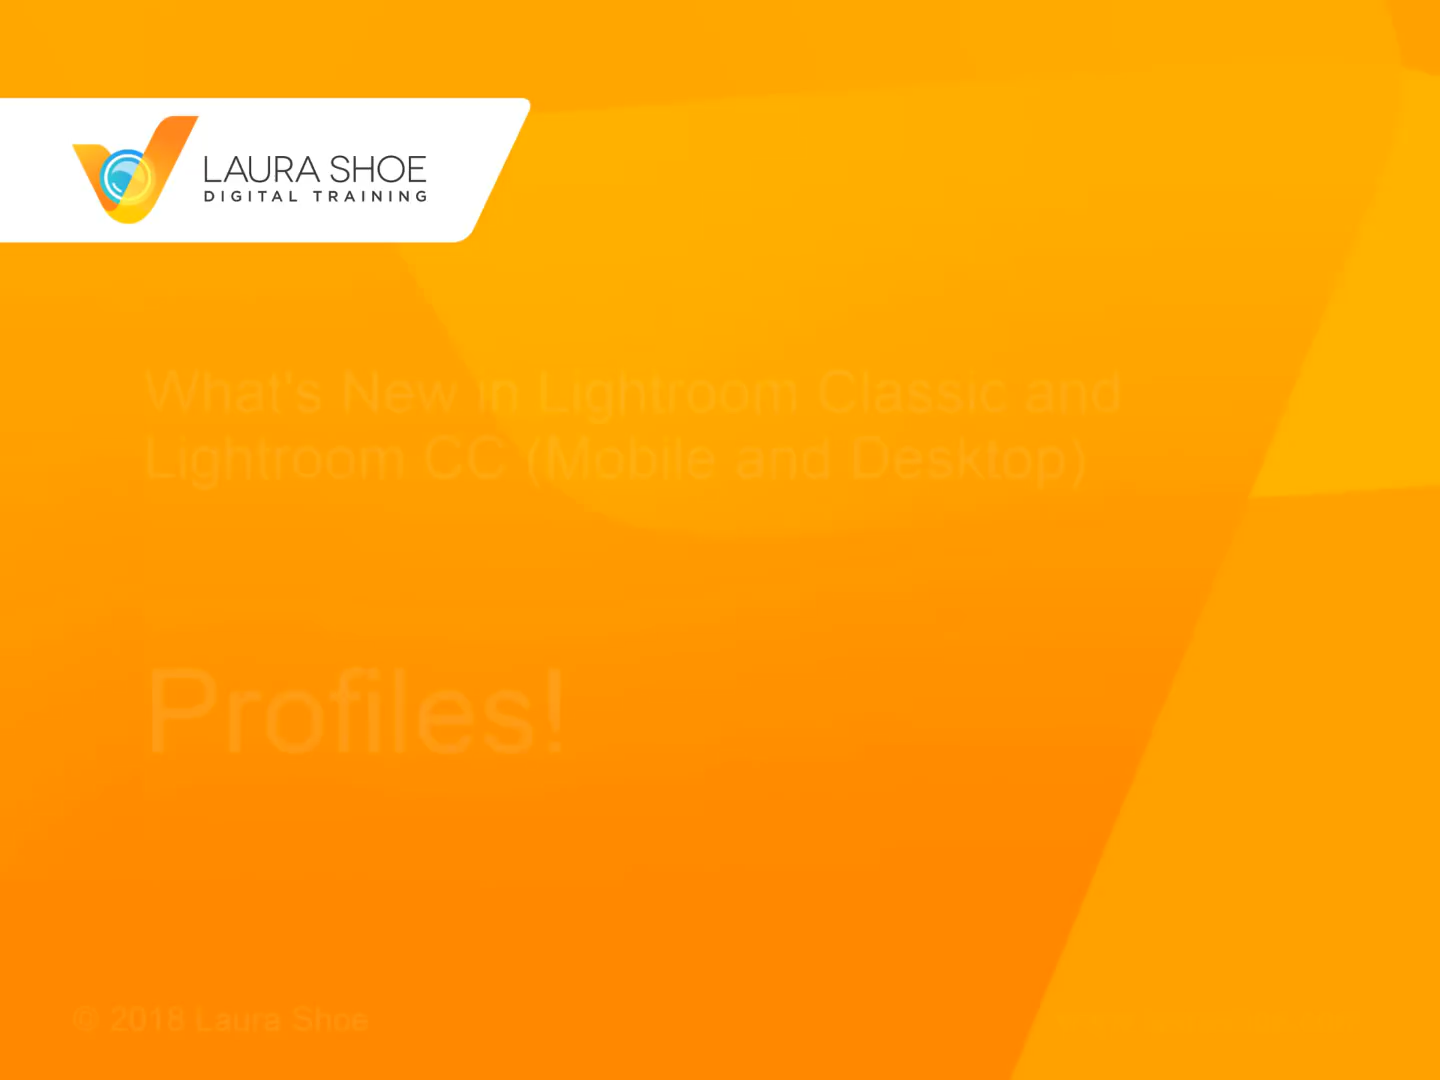 LAURA SHOE
DIGITAL TRAINING
What's New in Lightroom Classic and
Lightroom CC (Mobile and Desktop)
Profiles!
© 2018 Laura Shoe